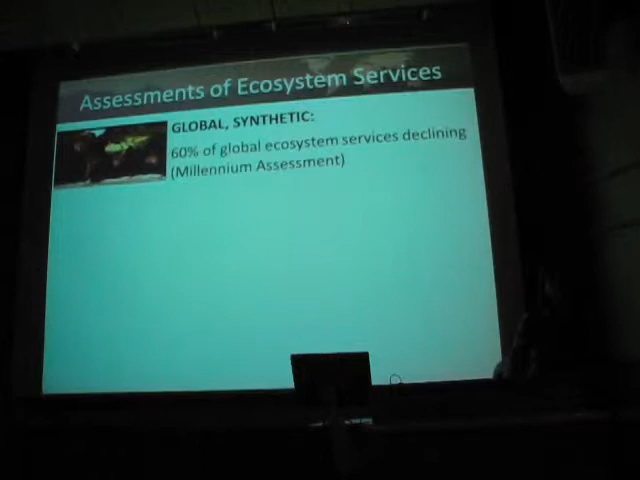 Assessments of Ecosystem Services
GLOBAL, SYNTHETIC:
60% of global ecosystem services declining
(Millennium Assessment)